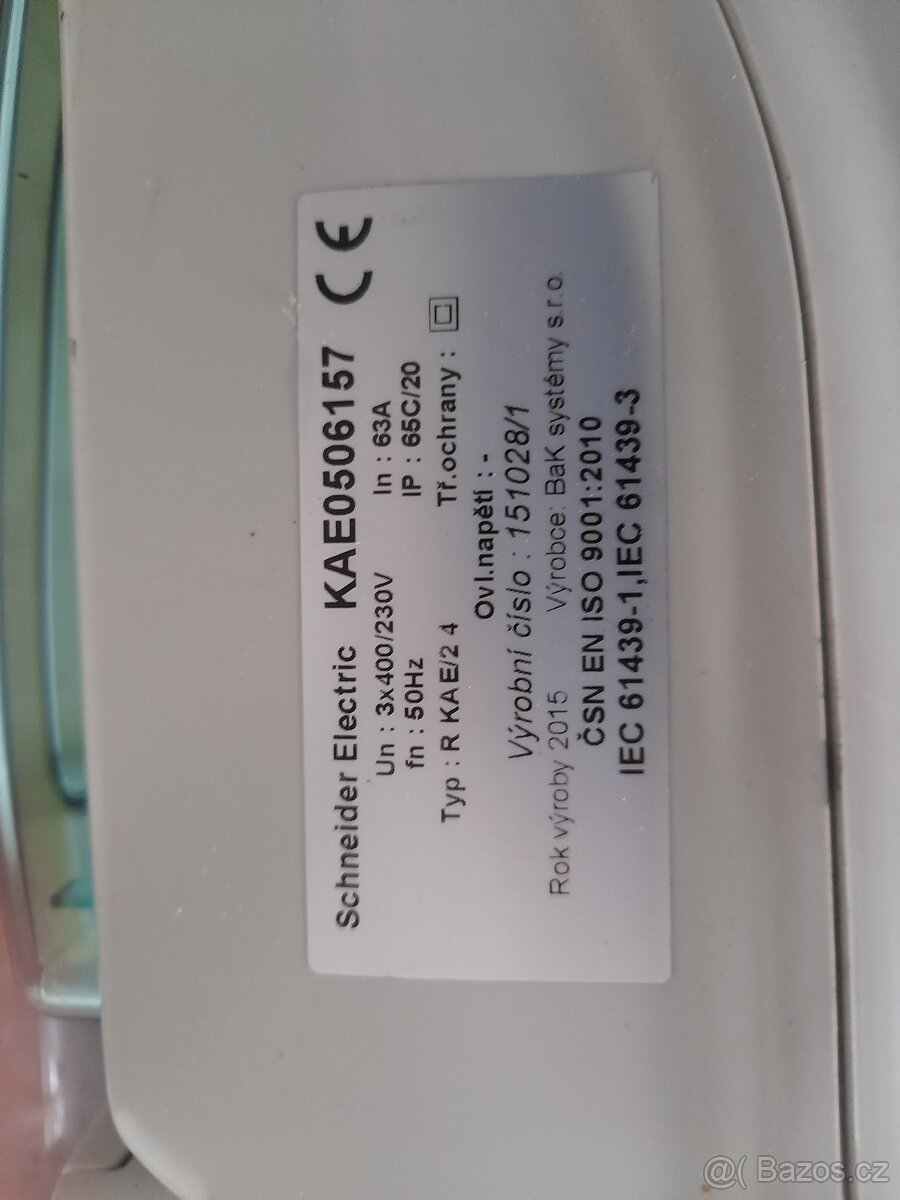 Schneider Electric KAE0506157 CE
Un : 3x400/230V In : 63A
fn : 50Hz IP : 65C/20
Typ : R KAE/2 4 Tř.ochrany :
Ovl.napětí : -
Výrobní číslo : 151028/1
Rok výroby 2015 Výrobce: BaK systémy s.r.o.
ČSN EN ISO 9001:2010
IEC 61439-1,IEC 61439-3
@( Bazos.cz